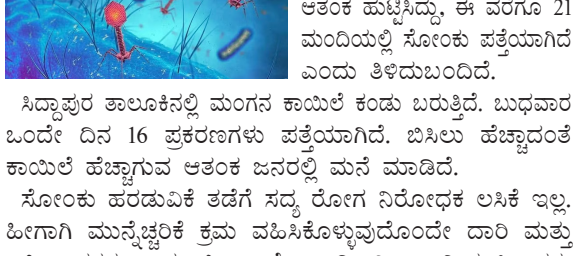 ಆತಂಕ ಹುಟ್ಟಿಸಿದ್ದು, ಈ ವರೆಗೂ 21
ಮಂದಿಯಲ್ಲಿ ಸೋಂಕು ಪತ್ತೆಯಾಗಿದೆ
ಎಂದು ತಿಳಿದುಬಂದಿದೆ.
ಸಿದ್ದಾಪುರ ತಾಲೂಕಿನಲ್ಲಿ ಮಂಗನ ಕಾಯಿಲೆ ಕಂಡು ಬರುತ್ತಿದೆ. ಬುಧವಾರ
ಒಂದೇ ದಿನ 16 ಪ್ರಕರಣಗಳು ಪತ್ತೆಯಾಗಿದೆ. ಬಿಸಿಲು ಹೆಚ್ಚಾದಂತೆ
ಕಾಯಿಲೆ ಹೆಚ್ಚಾಗುವ ಆತಂಕ ಜನರಲ್ಲಿ ಮನೆ ಮಾಡಿದೆ.
ಸೋಂಕು ಹರಡುವಿಕೆ ತಡೆಗೆ ಸದ್ಯ ರೋಗ ನಿರೋಧಕ ಲಸಿಕೆ ಇಲ್ಲ.
ಹೀಗಾಗಿ ಮುನ್ನೆಚ್ಚರಿಕೆ ಕ್ರಮ ವಹಿಸಿಕೊಳ್ಳುವುದೊಂದೇ ದಾರಿ ಮತ್ತು